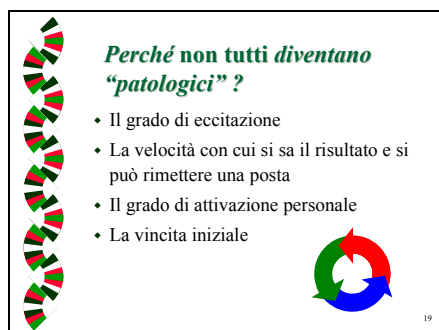 Perché non tutti diventano
“patologici” ?
Il grado di eccitazione
La velocità con cui si sa il risultato e si
può rimettere una posta
Il grado di attivazione personale
La vincita iniziale
19